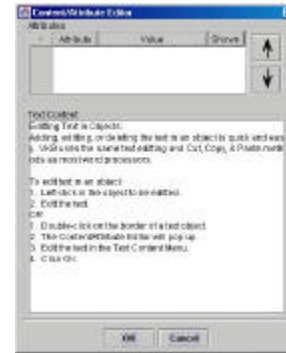 Content/Attribute Editor
Attributes
Attribute Value Shown
Text Content
Editing Text in Objects:
Adding, editing, or deleting the text in an object is quick and eas
y. VKB uses the same text editing and Cut, Copy, & Paste meth
ods as most word processors.
To edit text in an object:
1. Left-click in the object to be edited.
2. Edit the text.
OR
1. Double-click on the border of a text object.
2. The Content/Attribute Editor will pop up.
3. Edit the text in the Text Content Menu.
4. Click OK.
OK Cancel